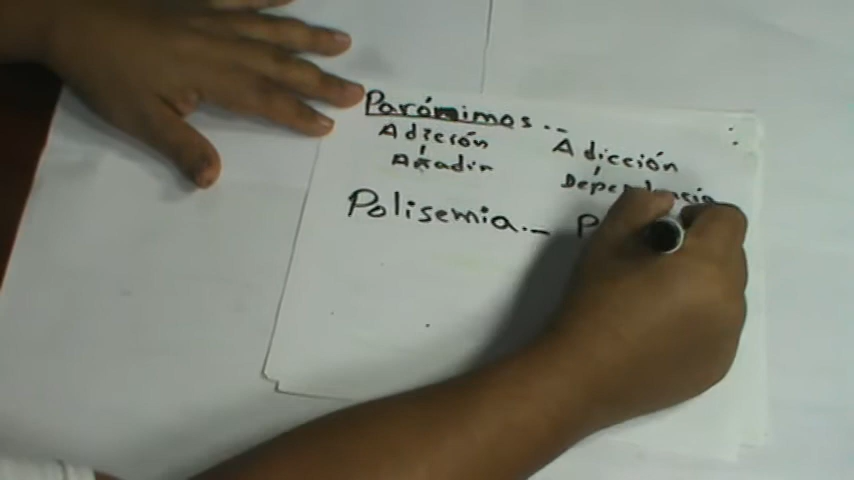 Parónimos.-
Adición Adicción
Añadir Dependencia
Polisemia.- P